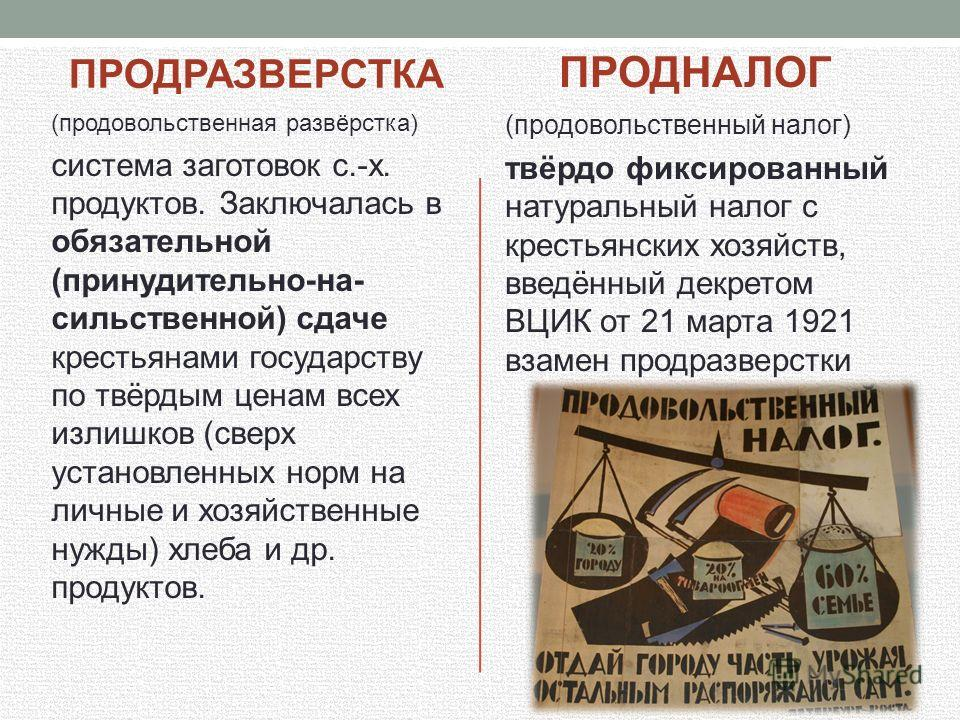 ПРОДРАЗВЕРСТКА
(продовольственная развёрстка)
система заготовок с.-х.
продуктов. Заключалась в
обязательной
(принудительно-на-
сильственной) сдаче
крестьянами государству
по твёрдым ценам всех
излишков (сверх
установленных норм на
личные и хозяйственные
нужды) хлеба и др.
продуктов.
ПРОДНАЛОГ
(продовольственный налог)
твёрдо фиксированный
натуральный налог с
крестьянских хозяйств,
введённый декретом
ВЦИК от 21 марта 1921
взамен продразверстки
ПРОДОВОЛЬСТВЕННЫЙ
НАЛОГ.
20%
ГОРОДУ
20%
НА
ТОВАРООБМЕН
60%
СЕМЬЕ
ОТДАЙ ГОРОДУ ЧАСТЬ УРОЖАЯ,
ОСТАЛЬНЫМ РАСПОРЯЖАЙСЯ САМ.
MyShared